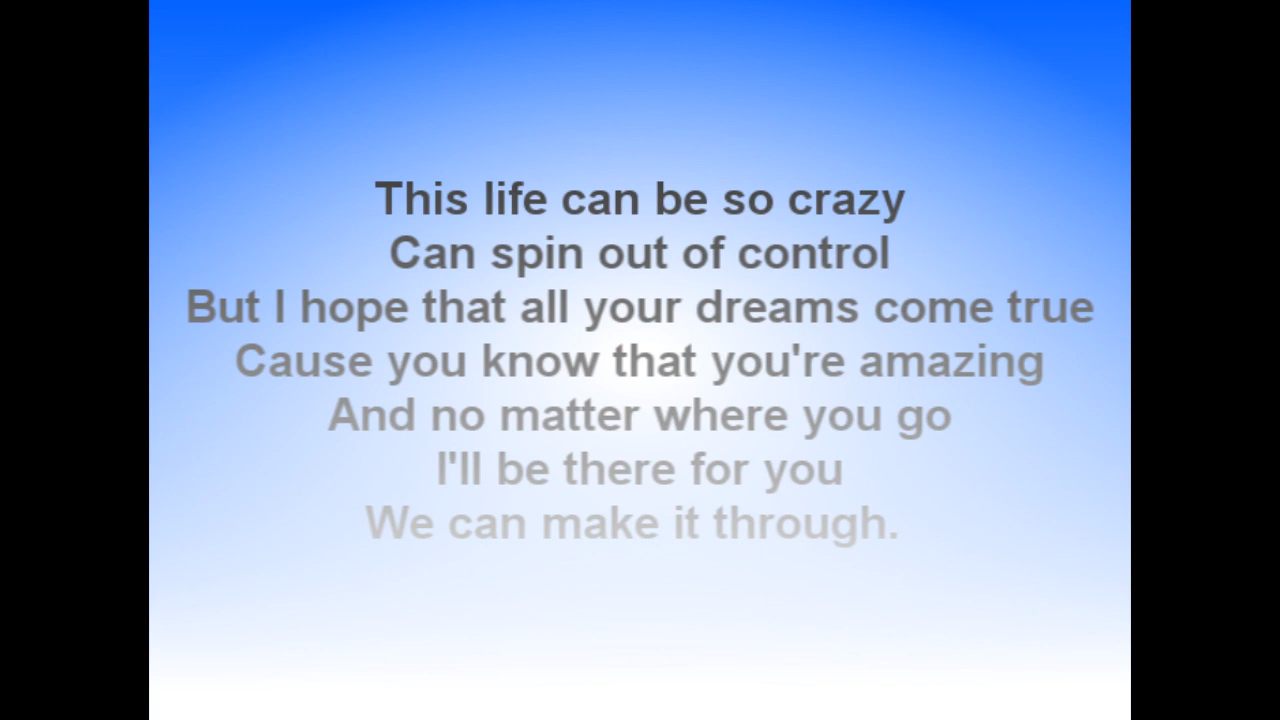 This life can be so crazy
Can spin out of control
But I hope that all your dreams come true
Cause you know that you're amazing
And no matter where you go
I'll be there for you
We can make it through.